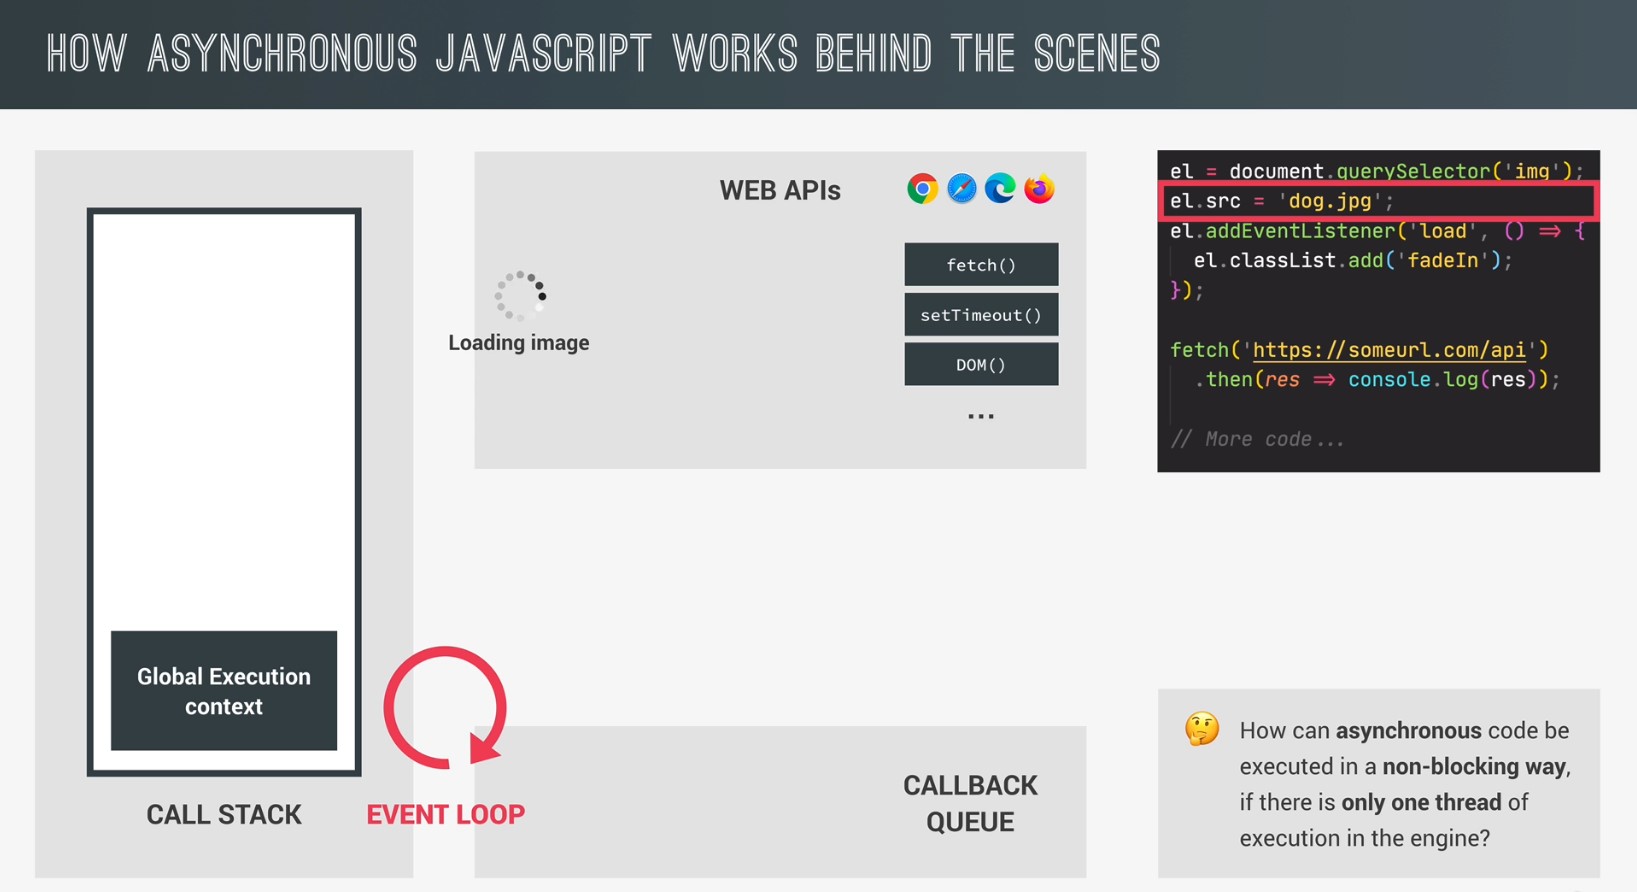 HOW ASYNCHRONOUS JAVASCRIPT WORKS BEHIND THE SCENES
Global Execution
context
CALL STACK
EVENT LOOP
WEB APIs
Loading image
fetch()
setTimeout()
DOM()
...
CALLBACK
QUEUE
el = document.querySelector('img');
el.src = 'dog.jpg';
el.addEventListener('load', () => {
el.classList.add('fadeIn');
});
fetch('https://someurl.com/api')
.then(res => console.log(res));
// More code...
How can asynchronous code be
executed in a non-blocking way,
if there is only one thread of
execution in the engine?